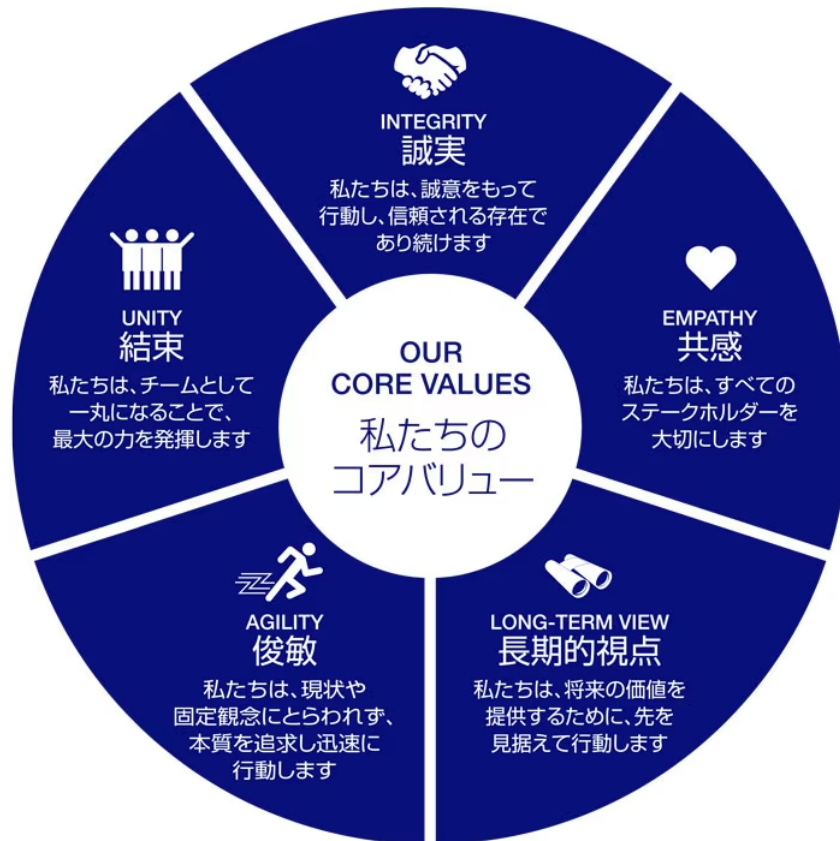 INTEGRITY
誠実
私たちは、誠意をもって
行動し、信頼される存在で
あり続けます
UNITY
結束
私たちは、チームとして
一丸になることで、
最大の力を発揮します
EMPATHY
共感
私たちは、すべての
ステークホルダーを
大切にします
OUR
CORE VALUES
私たちの
コアバリュー
AGILITY
俊敏
私たちは、現状や
固定観念にとらわれず、
本質を追求し迅速に
行動します
LONG-TERM VIEW
長期的視点
私たちは、将来の価値を
提供するために、先を
見据えて行動します